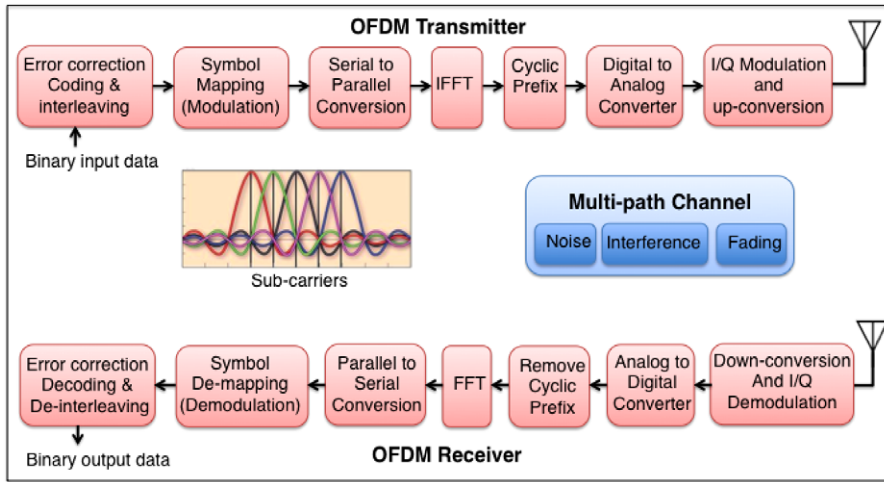 OFDM Transmitter
Error correction
Coding &
interleaving
Symbol
Mapping
(Modulation)
Serial to
Parallel
Conversion
IFFT
Cyclic
Prefix
Digital to
Analog
Converter
I/Q Modulation
and
up-conversion
Binary input data
Sub-carriers
Multi-path Channel
Noise
Interference
Fading
Error correction
Decoding &
De-interleaving
Symbol
De-mapping
(Demodulation)
Parallel to
Serial
Conversion
FFT
Remove
Cyclic
Prefix
Analog to
Digital
Converter
Down-conversion
And I/Q
Demodulation
Binary output data
OFDM Receiver